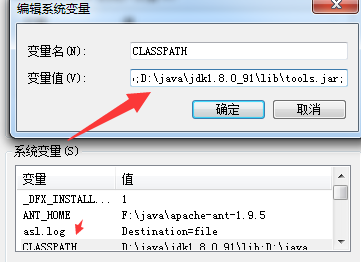 编辑系统变量
变量名(N):
CLASSPATH
变量值(V):
;D:\java\jdk1.8.0_91\lib\tools.jar;
确定
取消
系统变量(S)
变量 值
_DFX_INSTALL... 1
ANT_HOME F:\java\apache-ant-1.9.5
asl.log Destination=file
CLASSPATH D:\java\jdk1.8.0_91\lib;D:\java